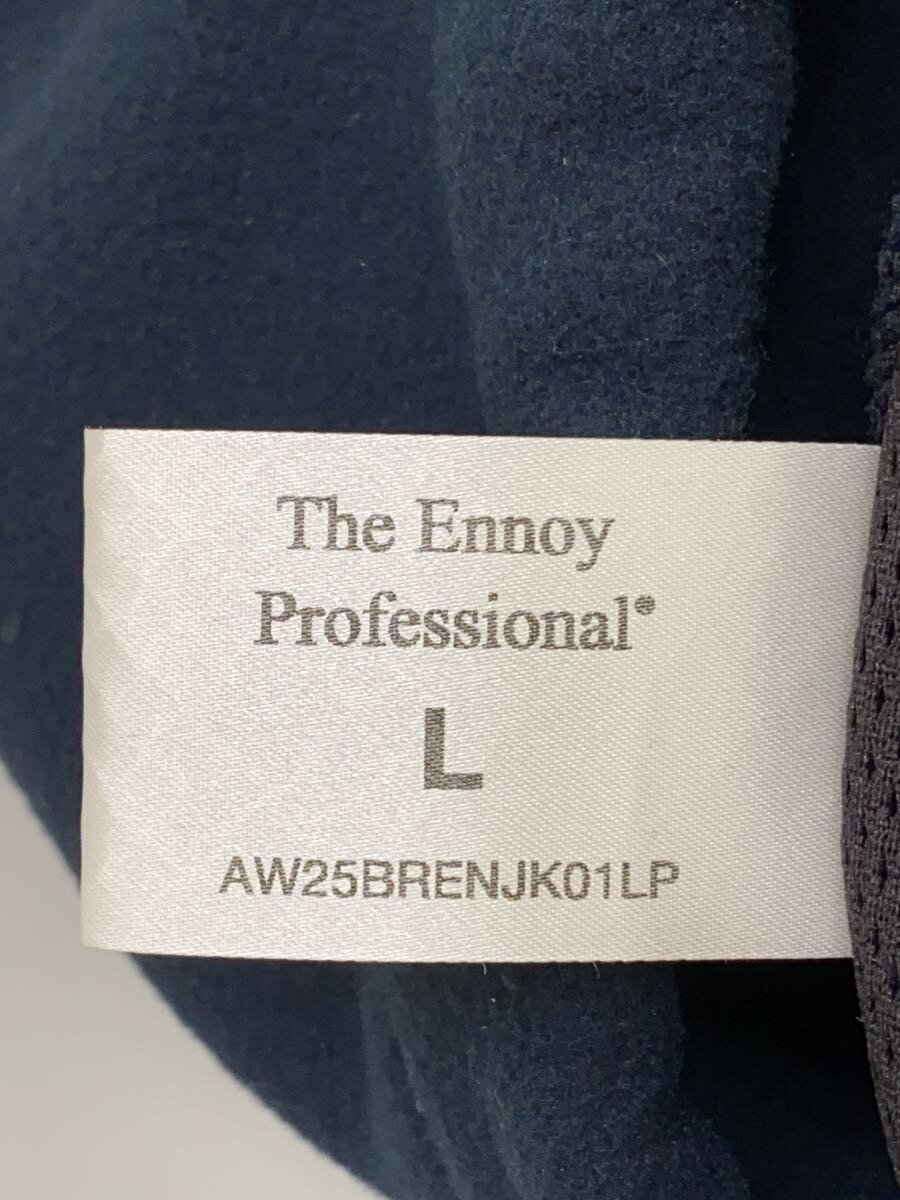 The Ennoy
Professional®
L
AW25BRENJK01LP